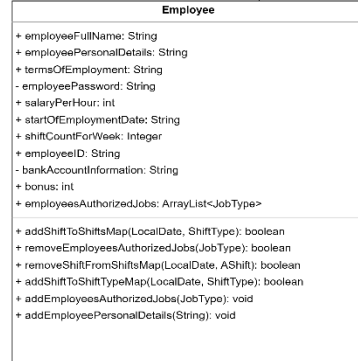 Employee
+ employeeFullName: String
+ employeePersonalDetails: String
+ termsOfEmployment: String
- employeePassword: String
+ salaryPerHour: int
+ startOfEmploymentDate: String
+ shiftCountForWeek: Integer
+ employeeID: String
- bankAccountInformation: String
+ bonus: int
+ employeesAuthorizedJobs: ArrayList<JobType>
+ addShiftToShiftsMap(LocalDate, ShiftType): boolean
+ removeEmployeesAuthorizedJobs(JobType): boolean
+ removeShiftFromShiftsMap(LocalDate, AShift): boolean
+ addShiftToShiftTypeMap(LocalDate, ShiftType): boolean
+ addEmployeesAuthorizedJobs(JobType): void
+ addEmployeePersonalDetails(String): void